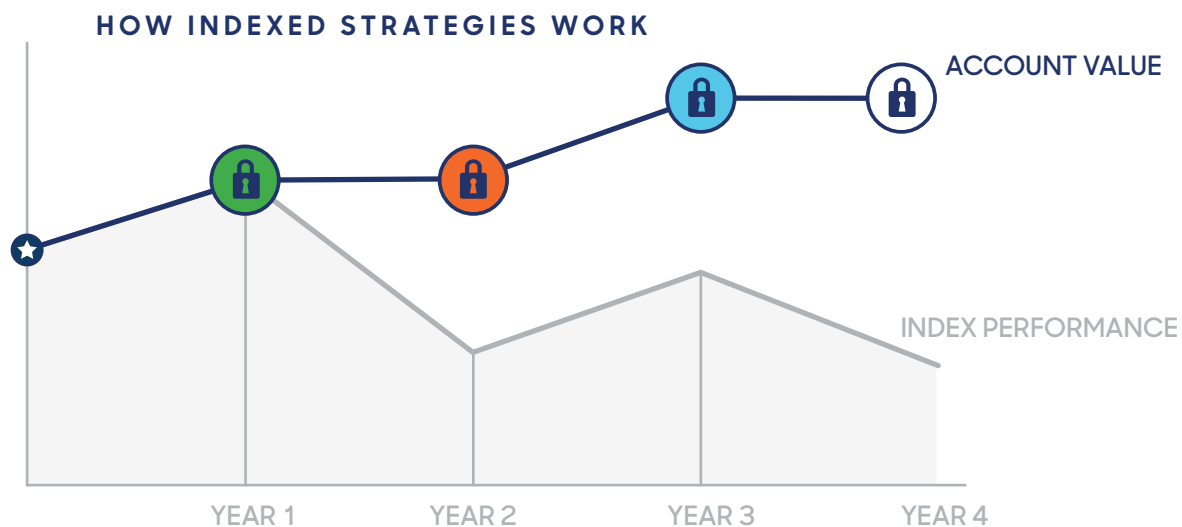 HOW INDEXED STRATEGIES WORK
ACCOUNT VALUE
INDEX PERFORMANCE
YEAR 1
YEAR 2
YEAR 3
YEAR 4